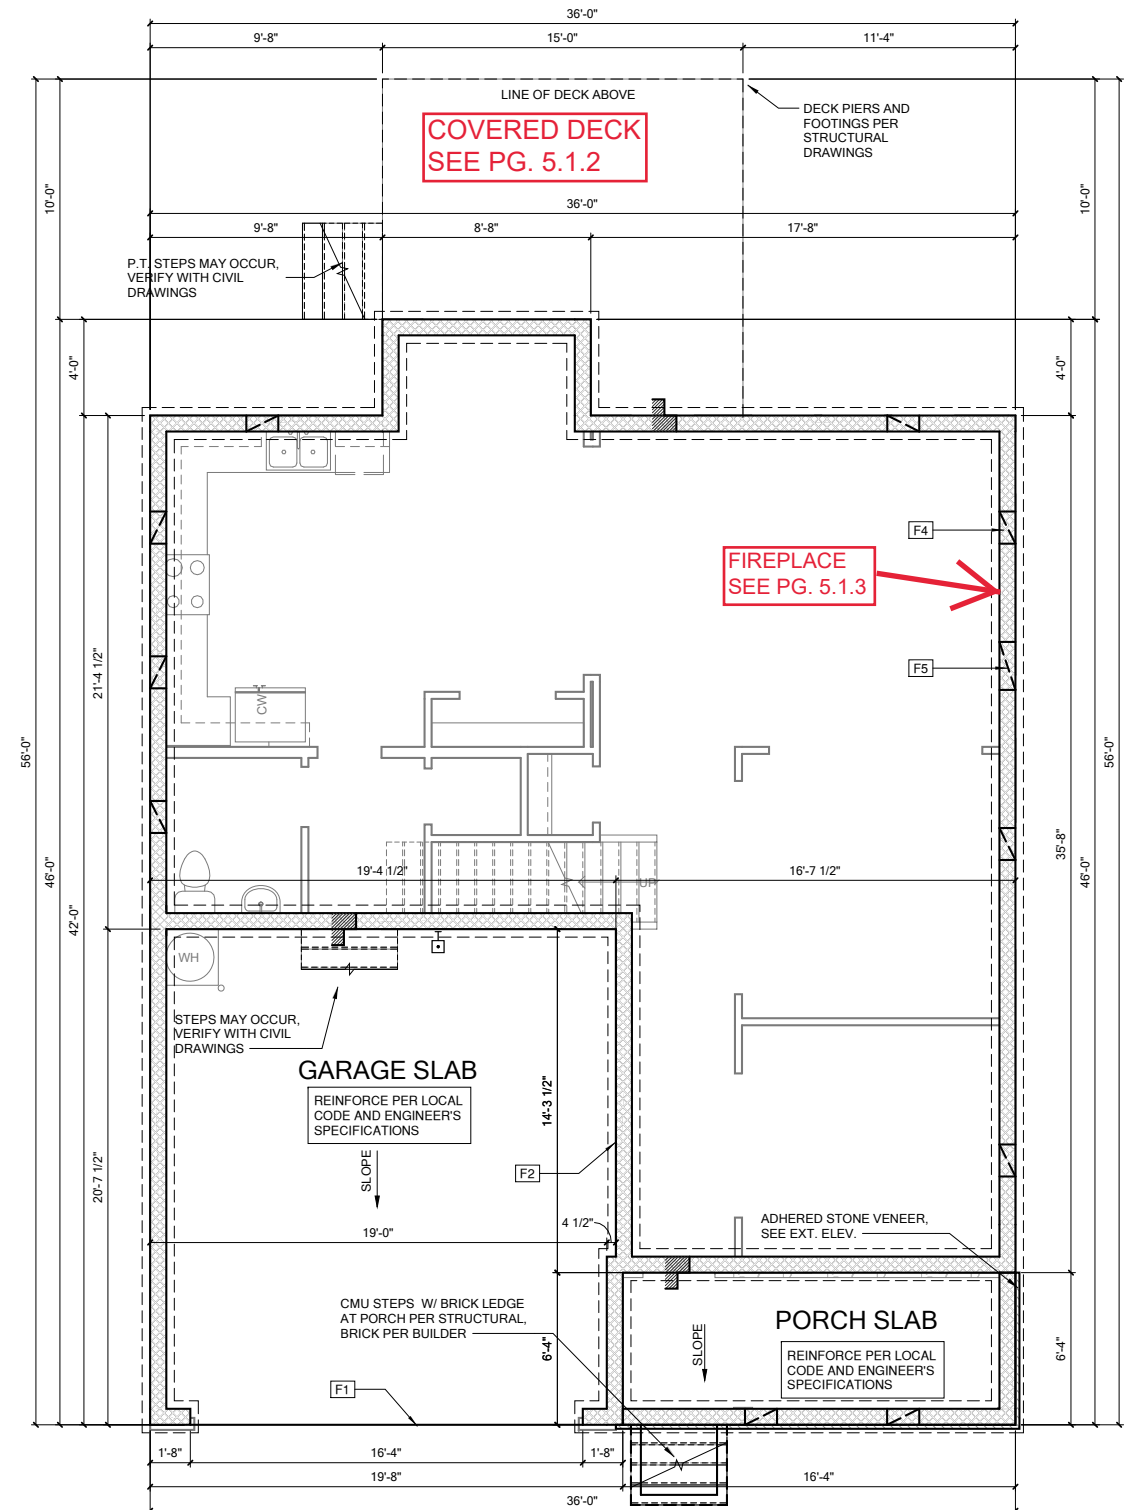 36'-0"
9'-8"
15'-0"
11'-4"
LINE OF DECK ABOVE
COVERED DECK
SEE PG. 5.1.2
DECK PIERS AND
FOOTINGS PER
STRUCTURAL
DRAWINGS
10'-0"
10'-0"
36'-0"
9'-8"
8'-8"
17'-8"
P.T. STEPS MAY OCCUR,
VERIFY WITH CIVIL
DRAWINGS
4'-0"
4'-0"
F4
FIREPLACE
SEE PG. 5.1.3
F5
21'-4 1/2"
CW
56'-0"
56'-0"
46'-0"
42'-0"
35'-8"
46'-0"
19'-4 1/2"
16'-7 1/2"
UP
WH
STEPS MAY OCCUR,
VERIFY WITH CIVIL
DRAWINGS
GARAGE SLAB
REINFORCE PER LOCAL
CODE AND ENGINEER'S
SPECIFICATIONS
SLOPE
14'-3 1/2"
F2
20'-7 1/2"
19'-0"
4 1/2"
ADHERED STONE VENEER,
SEE EXT. ELEV.
CMU STEPS W/ BRICK LEDGE
AT PORCH PER STRUCTURAL,
BRICK PER BUILDER
6'-4"
SLOPE
PORCH SLAB
REINFORCE PER LOCAL
CODE AND ENGINEER'S
SPECIFICATIONS
6'-4"
F1
1'-8"
16'-4"
1'-8"
19'-8"
16'-4"
36'-0"